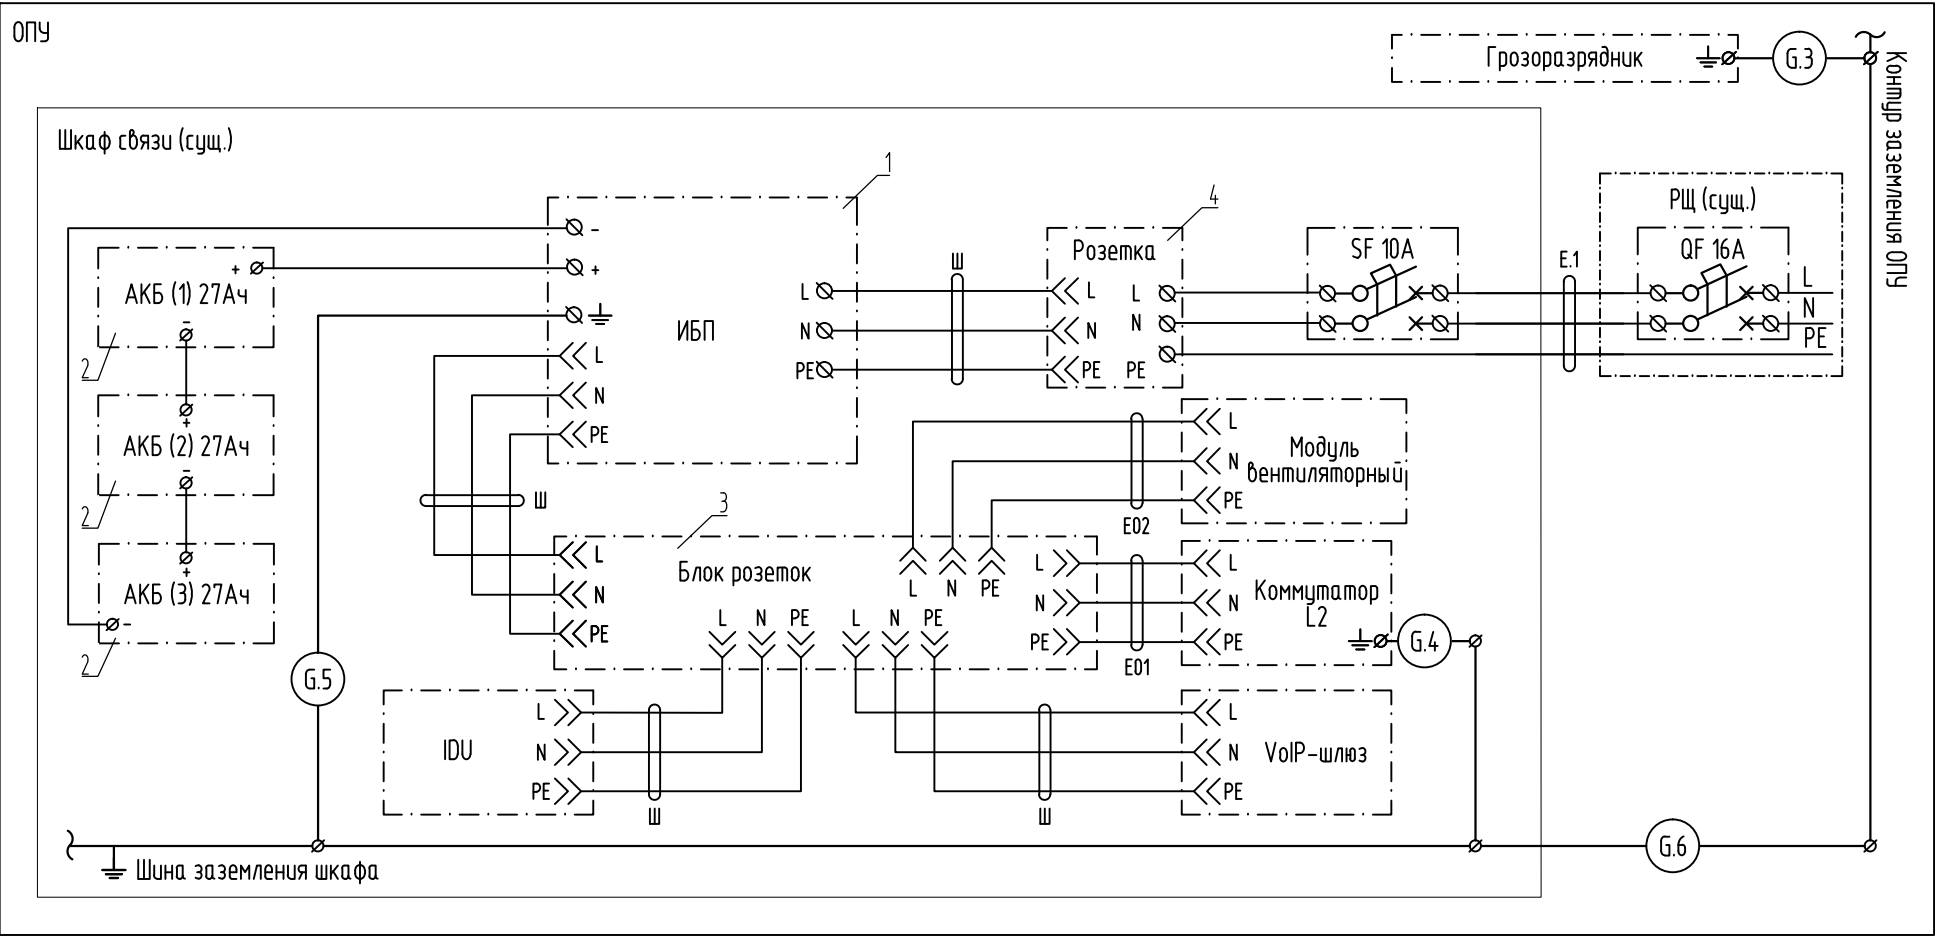 ОПУ
Грозоразрядник
G.3
Контур заземления ОПУ
Шкаф связи (сущ.)
1
4
РЩ (сущ.)
-
+
ИБП
L
N
PE
L
N
PE
Ш
Розетка
L
N
PE
L
N
PE
SF 10А
E.1
QF 16А
L
N
PE
+
АКБ (1) 27Ач
-
2
+
АКБ (2) 27Ач
-
2
+
АКБ (3) 27Ач
-
2
Ш
3
L
N
PE
Модуль
вентиляторный
E02
Блок розеток
L
N
PE
L
N
PE
L
N
PE
L
N
PE
L
N
PE
E01
L
N
PE
Коммутатор
L2
G.4
G.5
IDU
L
N
PE
Ш
Ш
L
N
PE
VoIP-шлюз
G.6
Шина заземления шкафа